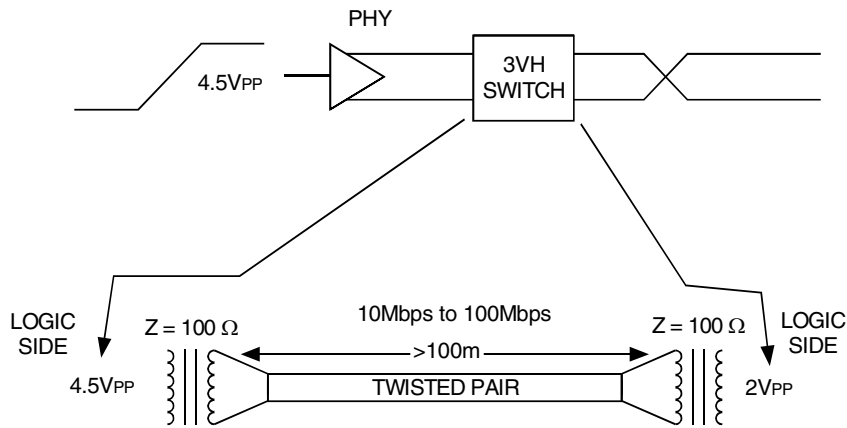 PHY
4.5VPP
3VH
SWITCH
LOGIC
SIDE
Z = 100 Ω
10Mbps to 100Mbps
Z = 100 Ω
LOGIC
SIDE
>100m
4.5VPP
TWISTED PAIR
2VPP